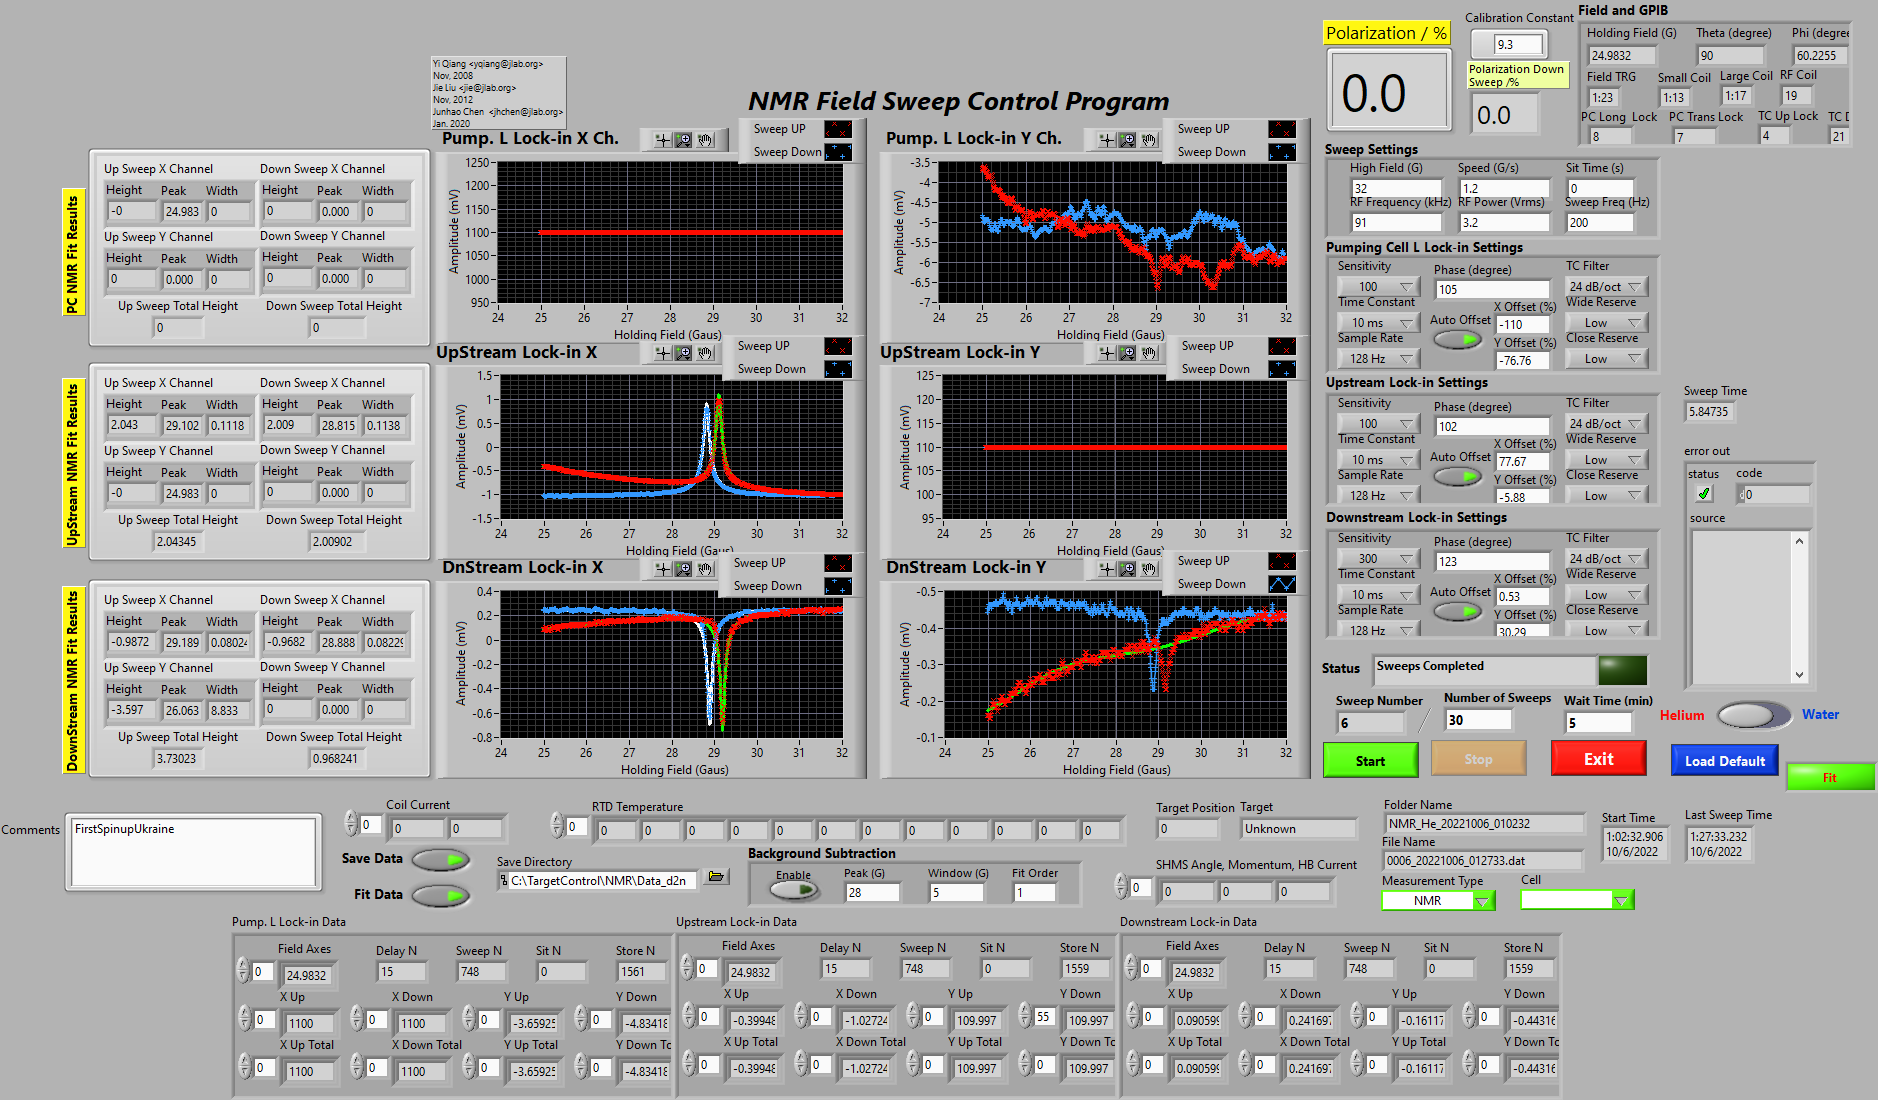 Yi Qiang <yqiang@jlab.org>
Nov, 2008
Jie Liu <jie@jlab.org>
Nov, 2012
Junhao Chen <jhchen@jlab.org>
Jan. 2020
NMR Field Sweep Control Program
Polarization / %
0.0
Calibration Constant
9.3
Polarization Down
Sweep /%
0.0
Field and GPIB
Holding Field (G) Theta (degree) Phi (degree
24.9832 90 60.2255
Field TRG Small Coil Large Coil RF Coil
1:23 1:13 1:17 19
PC Long Lock PC Trans Lock TC Up Lock TC D
8 7 4 21
PC NMR Fit Results
Up Sweep X Channel Down Sweep X Channel
Height Peak Width Height Peak Width
-0 24.983 0 0 0.000 0
Up Sweep Y Channel Down Sweep Y Channel
Height Peak Width Height Peak Width
0 0.000 0 0 0.000 0
Up Sweep Total Height Down Sweep Total Height
0 0
UpStream NMR Fit Results
Up Sweep X Channel Down Sweep X Channel
Height Peak Width Height Peak Width
2.043 29.102 0.1118 2.009 28.815 0.1138
Up Sweep Y Channel Down Sweep Y Channel
Height Peak Width Height Peak Width
-0 24.983 0 0 0.000 0
Up Sweep Total Height Down Sweep Total Height
2.04345 2.00902
DownStream NMR Fit Results
Up Sweep X Channel Down Sweep X Channel
Height Peak Width Height Peak Width
-0.9872 29.189 0.0802 -0.9682 28.888 0.0822
Up Sweep Y Channel Down Sweep Y Channel
Height Peak Width Height Peak Width
-3.597 26.063 8.833 0 0.000 0
Up Sweep Total Height Down Sweep Total Height
3.73023 0.968241
Pump. L Lock-in X Ch.
Sweep UP
Sweep Down
Amplitude (mV)
1250
1200
1150
1100
1050
1000
950
24 25 26 27 28 29 30 31 32
Holding Field (Gaus)
Pump. L Lock-in Y Ch.
Sweep UP
Sweep Down
Amplitude (mV)
-3.5
-4
-4.5
-5
-5.5
-6
-6.5
-7
24 25 26 27 28 29 30 31 32
Holding Field (Gaus)
UpStream Lock-in X
Sweep UP
Sweep Down
Amplitude (mV)
1.5
1
0.5
0
-0.5
-1
-1.5
24 25 26 27 28 29 30 31 32
Holding Field (Gaus)
UpStream Lock-in Y
Sweep UP
Sweep Down
Amplitude (mV)
125
120
115
110
105
100
95
24 25 26 27 28 29 30 31 32
Holding Field (Gaus)
DnStream Lock-in X
Sweep UP
Sweep Down
Amplitude (mV)
0.4
0.2
0
-0.2
-0.4
-0.6
-0.8
24 25 26 27 28 29 30 31 32
Holding Field (Gaus)
DnStream Lock-in Y
Sweep UP
Sweep Down
Amplitude (mV)
-0.5
-0.4
-0.3
-0.2
-0.1
24 25 26 27 28 29 30 31 32
Holding Field (Gaus)
Sweep Settings
High Field (G) Speed (G/s) Sit Time (s)
32 1.2 0
RF Frequency (kHz) RF Power (Vrms) Sweep Freq (Hz)
91 3.2 200
Pumping Cell L Lock-in Settings
Sensitivity Phase (degree) TC Filter
100 105 24 dB/oct
Time Constant X Offset (%) Wide Reserve
10 ms Auto Offset -110 Low
Sample Rate Y Offset (%) Close Reserve
128 Hz -76.76 Low
Upstream Lock-in Settings
Sensitivity Phase (degree) TC Filter
100 102 24 dB/oct
Time Constant X Offset (%) Wide Reserve
10 ms Auto Offset 77.67 Low
Sample Rate Y Offset (%) Close Reserve
128 Hz -5.88 Low
Downstream Lock-in Settings
Sensitivity Phase (degree) TC Filter
300 123 24 dB/oct
Time Constant X Offset (%) Wide Reserve
10 ms Auto Offset 0.53 Low
Sample Rate Y Offset (%) Close Reserve
128 Hz 30.29 Low
Sweep Time
5.84735
error out
status code
0
source
Status Sweeps Completed
Sweep Number Number of Sweeps Wait Time (min)
6 / 30 5
Helium Water
Start Stop Exit Load Default Fit
Comments FirstSpinupUkraine
Coil Current
0 0 0
Save Data
Fit Data
RTD Temperature
0 0 0 0 0 0 0 0 0 0 0 0 0
Save Directory
C:\TargetControl\NMR\Data_d2n
Background Subtraction
Enable Peak (G) Window (G) Fit Order
28 5 1
Target Position Target
0 Unknown
SHMS Angle, Momentum, HB Current
0 0 0 0
Folder Name
NMR_He_20221006_010232
File Name
0006_20221006_012733.dat
Measurement Type Cell
NMR
Start Time
1:02:32.906
10/6/2022
Last Sweep Time
1:27:33.232
10/6/2022
Pump. L Lock-in Data
Field Axes Delay N Sweep N Sit N Store N
0 24.9832 15 748 0 1561
X Up X Down Y Up Y Down
0 1100 0 1100 0 -3.65925 0 -4.83418
X Up Total X Down Total Y Up Total Y Down To
0 1100 0 1100 0 -3.65925 0 -4.83418
Upstream Lock-in Data
Field Axes Delay N Sweep N Sit N Store N
0 24.9832 15 748 0 1559
X Up X Down Y Up Y Down
0 -0.39948 0 -1.02724 0 109.997 55 109.997
X Up Total X Down Total Y Up Total Y Down To
0 -0.39948 0 -1.02724 0 109.997 0 109.997
Downstream Lock-in Data
Field Axes Delay N Sweep N Sit N Store N
0 24.9832 15 748 0 1559
X Up X Down Y Up Y Down
0 0.090599 0 0.241697 0 -0.16117 0 -0.44316
X Up Total X Down Total Y Up Total Y Down To
0 0.090599 0 0.241697 0 -0.16117 0 -0.44316